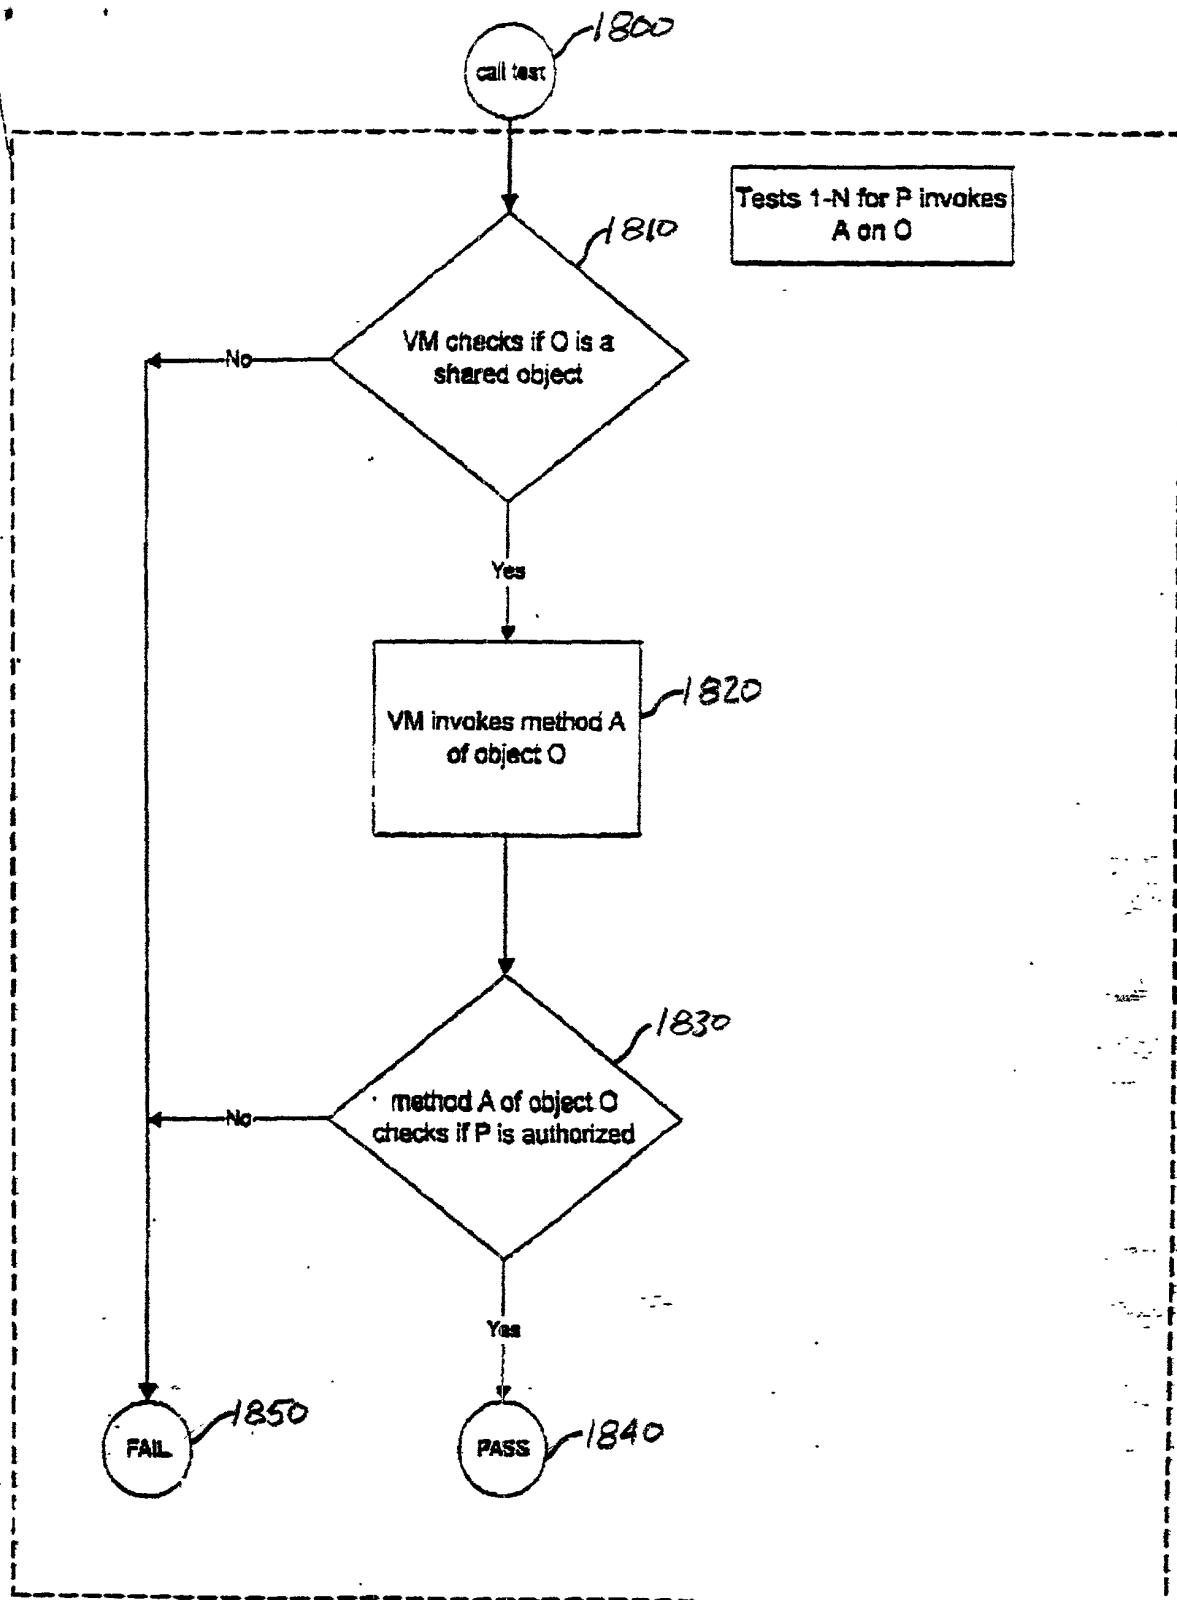 1800
call test
Tests 1-N for P invokes
A on O
1810
VM checks if O is a
shared object
No
Yes
1820
VM invokes method A
of object O
1830
method A of object O
checks if P is authorized
No
Yes
1850
FAIL
1840
PASS